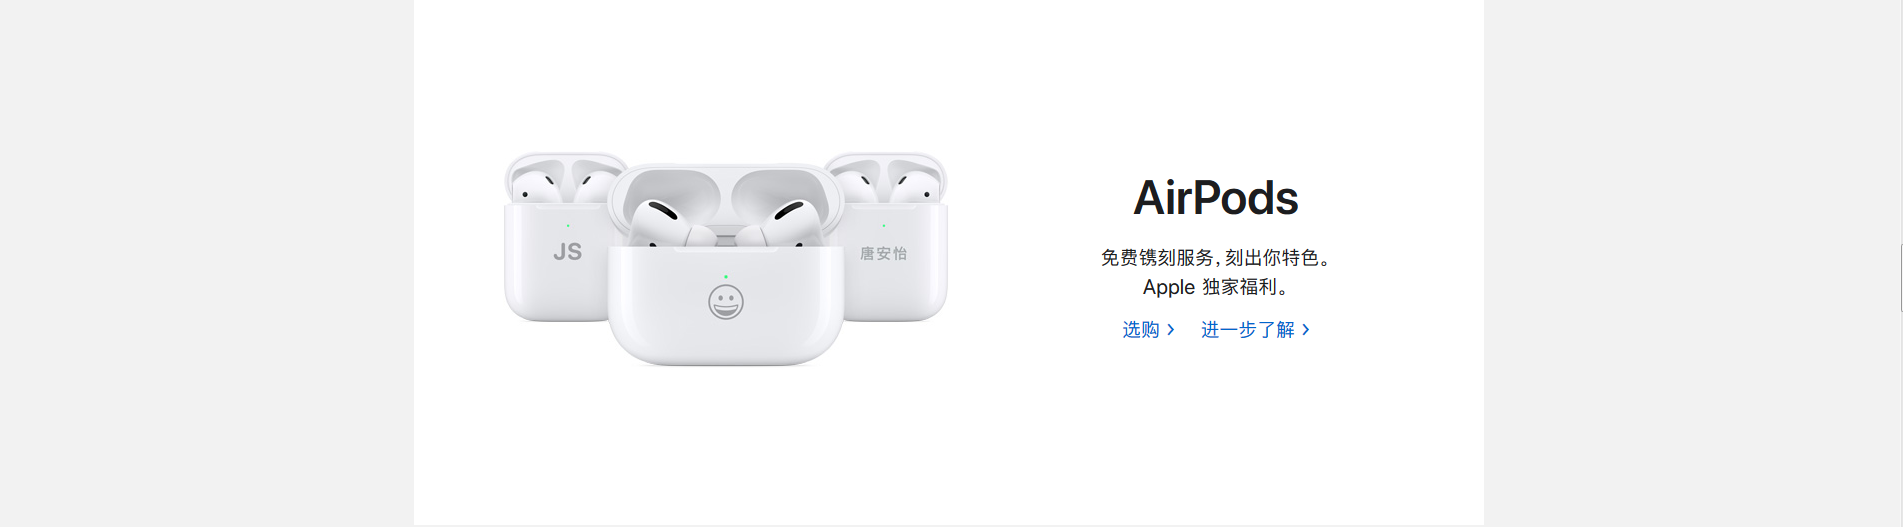 AirPods
免费镌刻服务，刻出你特色。
Apple 独家福利。
选购 >
进一步了解 >
JS
唐安怡